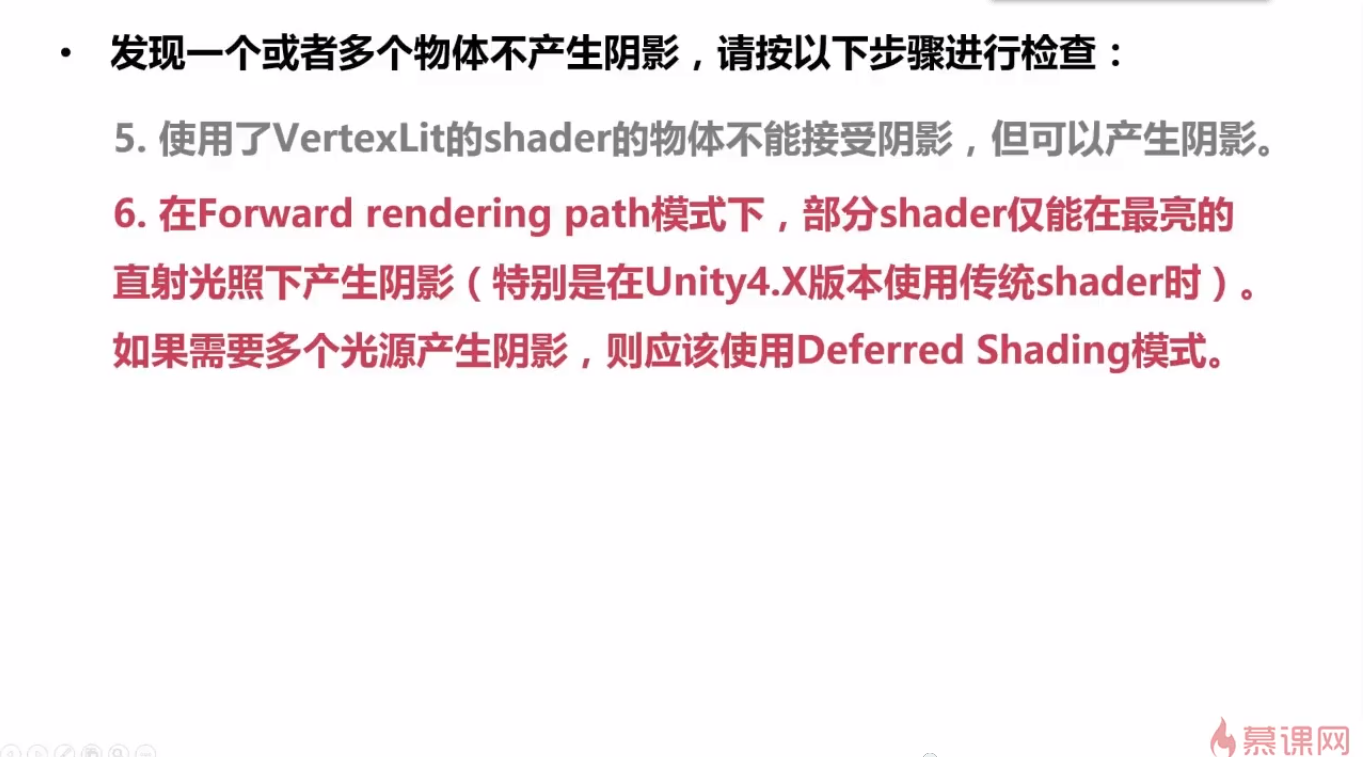 • 发现一个或者多个物体不产生阴影，请按以下步骤进行检查：
5. 使用了VertexLit的shader的物体不能接受阴影，但可以产生阴影。
6. 在Forward rendering path模式下，部分shader仅能在最亮的
直射光照下产生阴影（特别是在Unity4.X版本使用传统shader时）。
如果需要多个光源产生阴影，则应该使用Deferred Shading模式。
慕课网